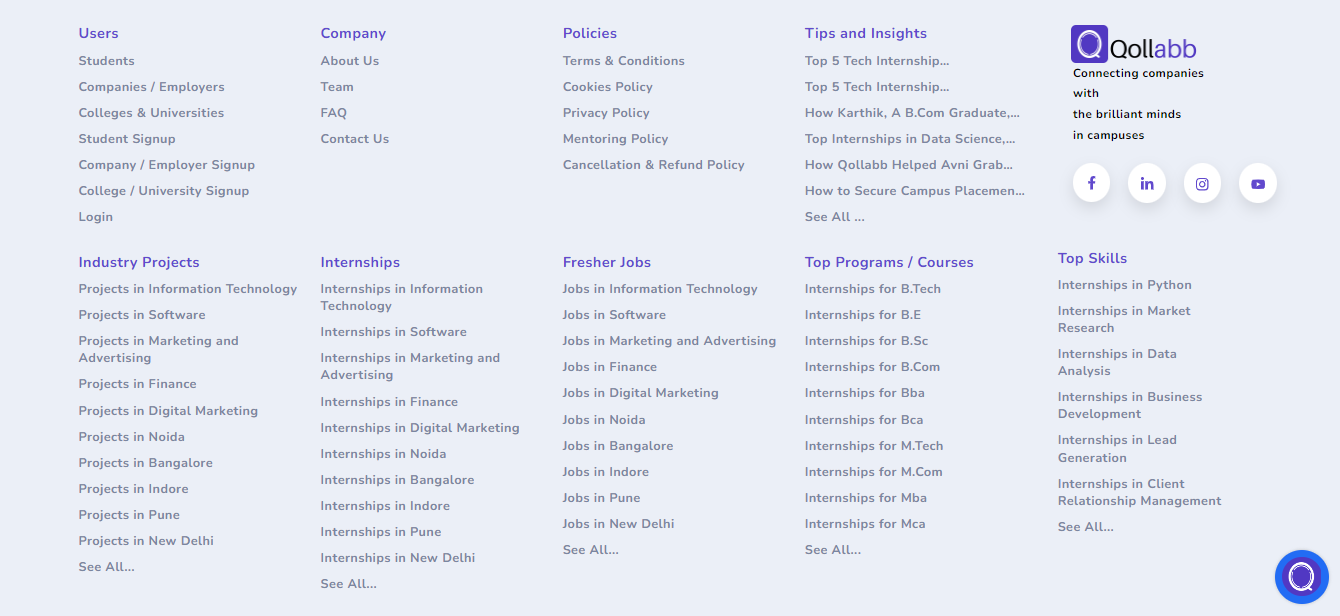 Users
Students
Companies / Employers
Colleges & Universities
Student Signup
Company / Employer Signup
College / University Signup
Login
Company
About Us
Team
FAQ
Contact Us
Policies
Terms & Conditions
Cookies Policy
Privacy Policy
Mentoring Policy
Cancellation & Refund Policy
Tips and Insights
Top 5 Tech Internship...
Top 5 Tech Internship...
How Karthik, A B.Com Graduate,...
Top Internships in Data Science,...
How Qollabb Helped Avni Grab...
How to Secure Campus Placemen...
See All ...
Qollabb
Connecting companies
with
the brilliant minds
in campuses
Industry Projects
Projects in Information Technology
Projects in Software
Projects in Marketing and
Advertising
Projects in Finance
Projects in Digital Marketing
Projects in Noida
Projects in Bangalore
Projects in Indore
Projects in Pune
Projects in New Delhi
See All...
Internships
Internships in Information
Technology
Internships in Software
Internships in Marketing and
Advertising
Internships in Finance
Internships in Digital Marketing
Internships in Noida
Internships in Bangalore
Internships in Indore
Internships in Pune
Internships in New Delhi
See All...
Fresher Jobs
Jobs in Information Technology
Jobs in Software
Jobs in Marketing and Advertising
Jobs in Finance
Jobs in Digital Marketing
Jobs in Noida
Jobs in Bangalore
Jobs in Indore
Jobs in Pune
Jobs in New Delhi
See All...
Top Programs / Courses
Internships for B.Tech
Internships for B.E
Internships for B.Sc
Internships for B.Com
Internships for Bba
Internships for Bca
Internships for M.Tech
Internships for M.Com
Internships for Mba
Internships for Mca
See All...
Top Skills
Internships in Python
Internships in Market
Research
Internships in Data
Analysis
Internships in Business
Development
Internships in Lead
Generation
Internships in Client
Relationship Management
See All...